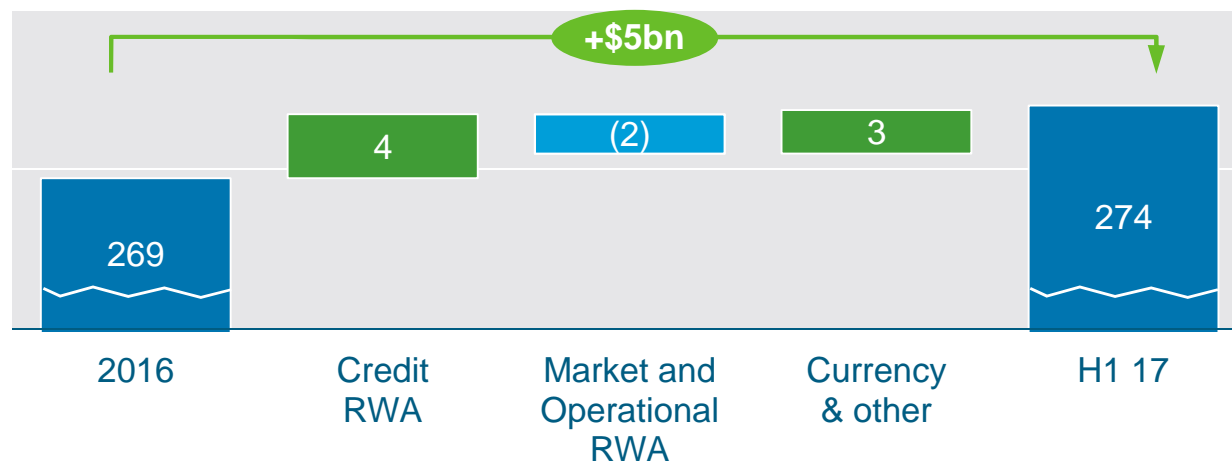 +$5bn
4
(2)
3
269
274
2016
Credit
RWA
Market and
Operational
RWA
Currency
& other
H1 17